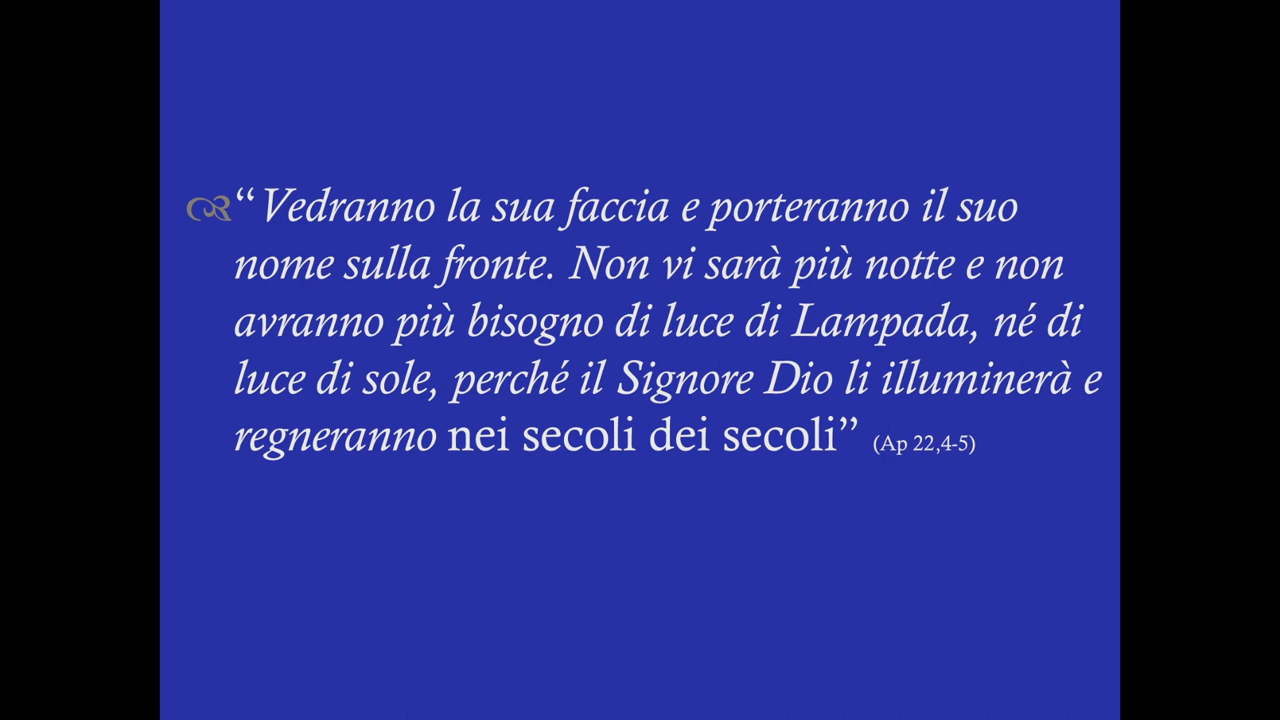 “Vedranno la sua faccia e porteranno il suo
nome sulla fronte. Non vi sarà più notte e non
avranno più bisogno di luce di Lampada, né di
luce di sole, perché il Signore Dio li illuminerà e
regneranno nei secoli dei secoli” (Ap 22,4-5)